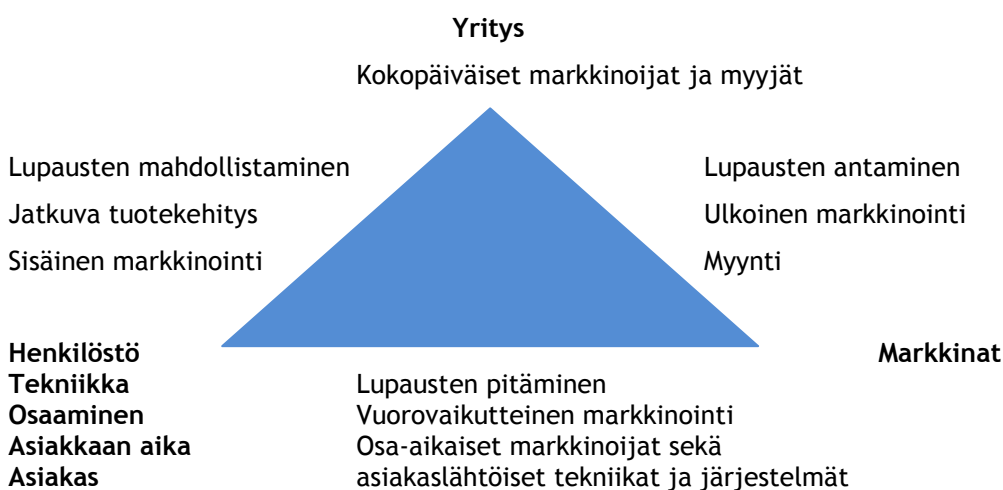 Yritys
Kokopäiväiset markkinoijat ja myyjät
Lupausten mahdollistaminen
Lupausten antaminen
Jatkuva tuotekehitys
Ulkoinen markkinointi
Sisäinen markkinointi
Myynti
Henkilöstö
Markkinat
Tekniikka
Lupausten pitäminen
Osaaminen
Vuorovaikutteinen markkinointi
Asiakkaan aika
Osa-aikaiset markkinoijat sekä
Asiakas
asiakaslähtöiset tekniikat ja järjestelmät